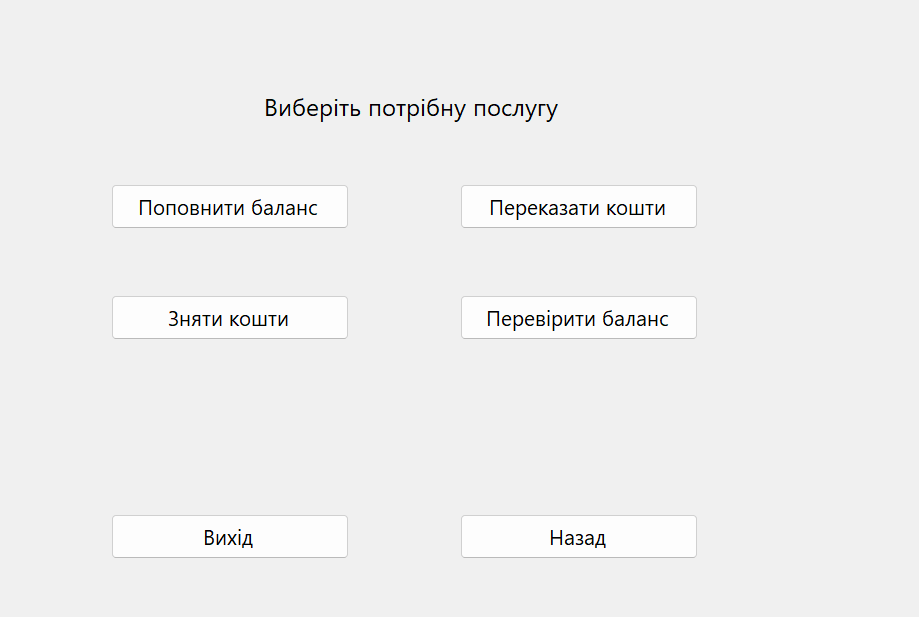 Виберіть потрібну послугу
Поповнити баланс
Переказати кошти
Зняти кошти
Перевірити баланс
Вихід
Назад